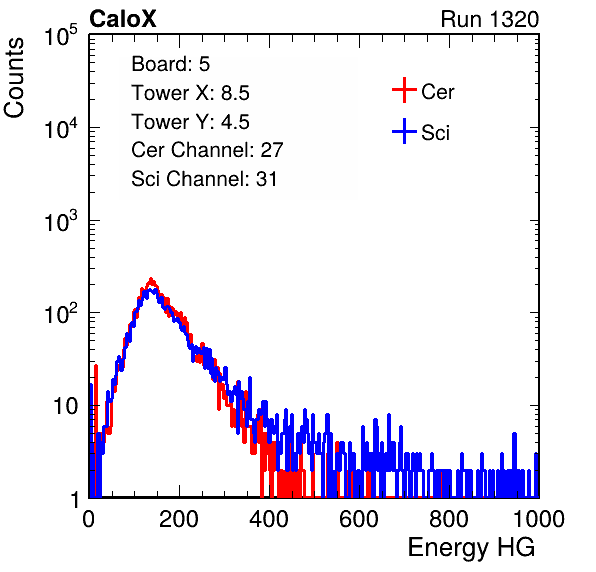 CaloX Run 1320
Counts
Board: 5
Tower X: 8.5
Tower Y: 4.5
Cer Channel: 27
Sci Channel: 31
Cer
Sci
10^5
10^4
10^3
10^2
10
1
0 200 400 600 800 1000
Energy HG